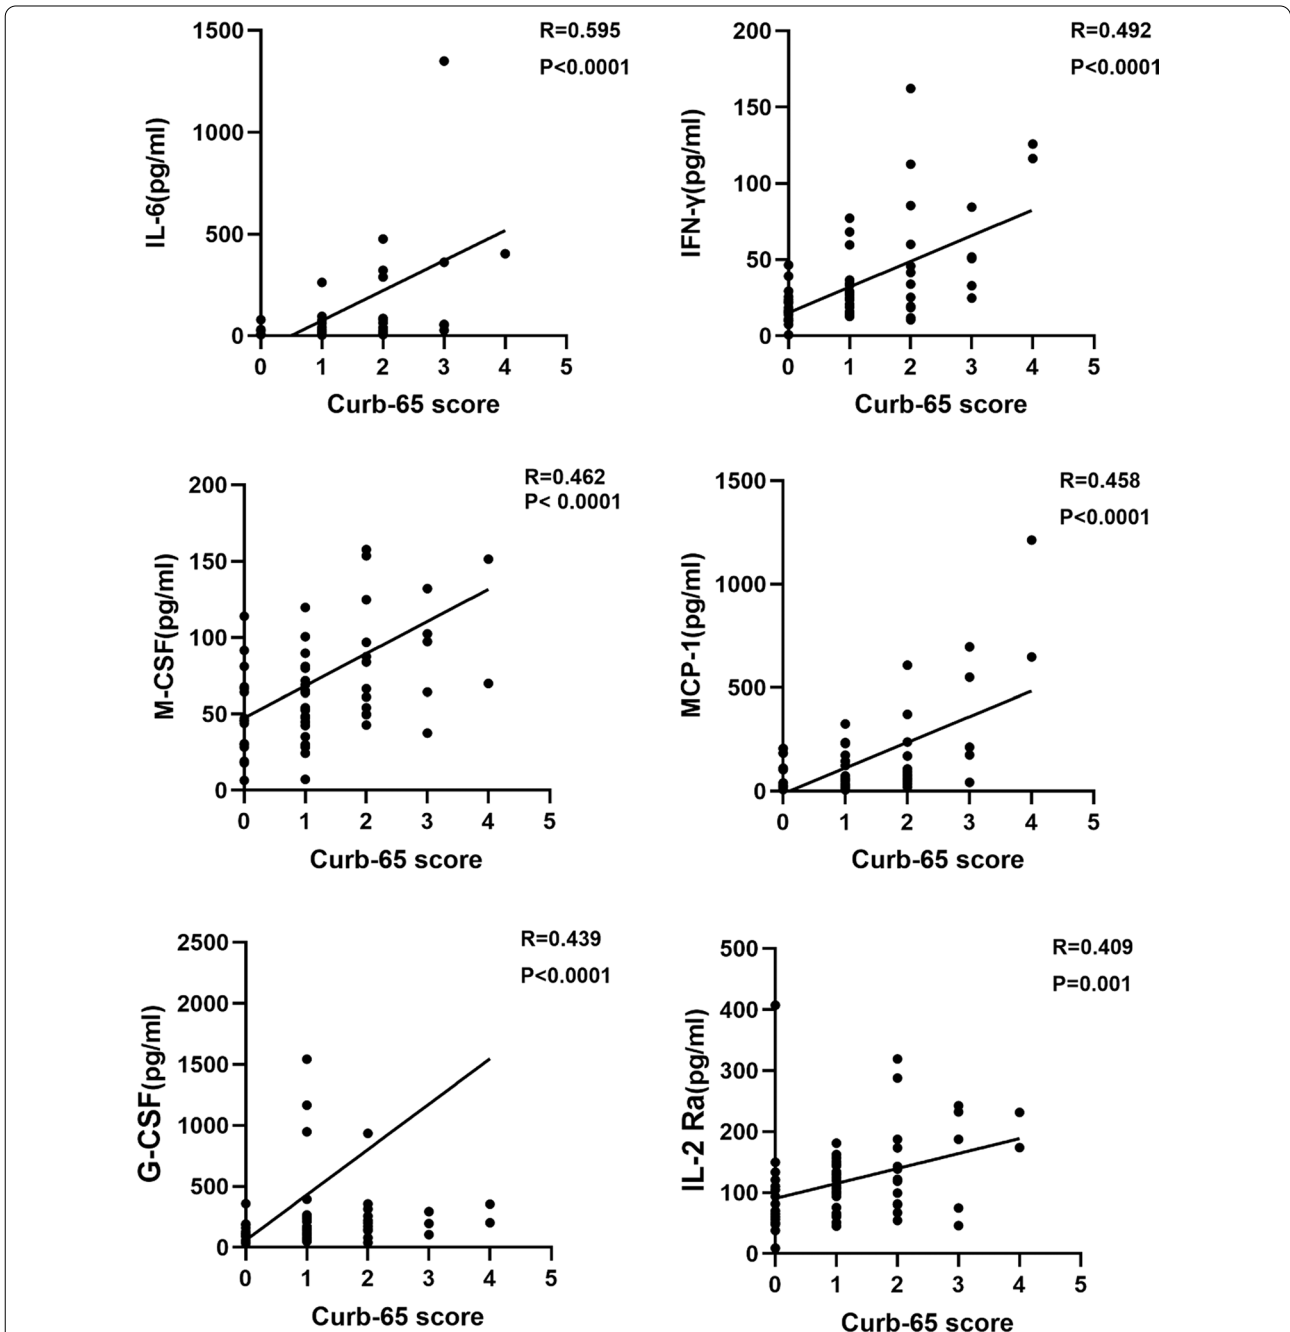 R=0.595
P<0.0001
1500
1000
500
0
IL-6(pg/ml)
0 1 2 3 4 5
Curb-65 score
R=0.492
P<0.0001
200
150
100
50
0
IFN-γ(pg/ml)
0 1 2 3 4 5
Curb-65 score
R=0.462
P< 0.0001
200
150
100
50
0
M-CSF(pg/ml)
0 1 2 3 4 5
Curb-65 score
R=0.458
P<0.0001
1500
1000
500
0
MCP-1(pg/ml)
0 1 2 3 4 5
Curb-65 score
R=0.439
P<0.0001
2500
2000
1500
1000
500
0
G-CSF(pg/ml)
0 1 2 3 4 5
Curb-65 score
R=0.409
P=0.001
500
400
300
200
100
0
IL-2 Ra(pg/ml)
0 1 2 3 4 5
Curb-65 score